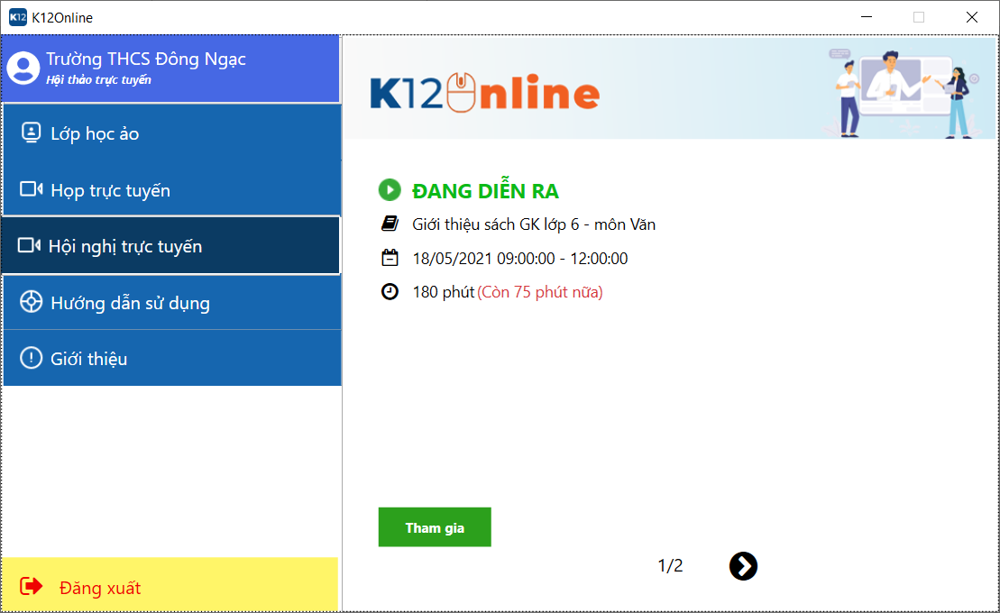 K12 K12Online
Trường THCS Đông Ngạc
Hội thảo trực tuyến
Lớp học ảo
Họp trực tuyến
Hội nghị trực tuyến
Hướng dẫn sử dụng
Giới thiệu
Đăng xuất
K12Online
ĐANG DIỄN RA
Giới thiệu sách GK lớp 6 - môn Văn
18/05/2021 09:00:00 - 12:00:00
180 phút (Còn 75 phút nữa)
Tham gia
1/2